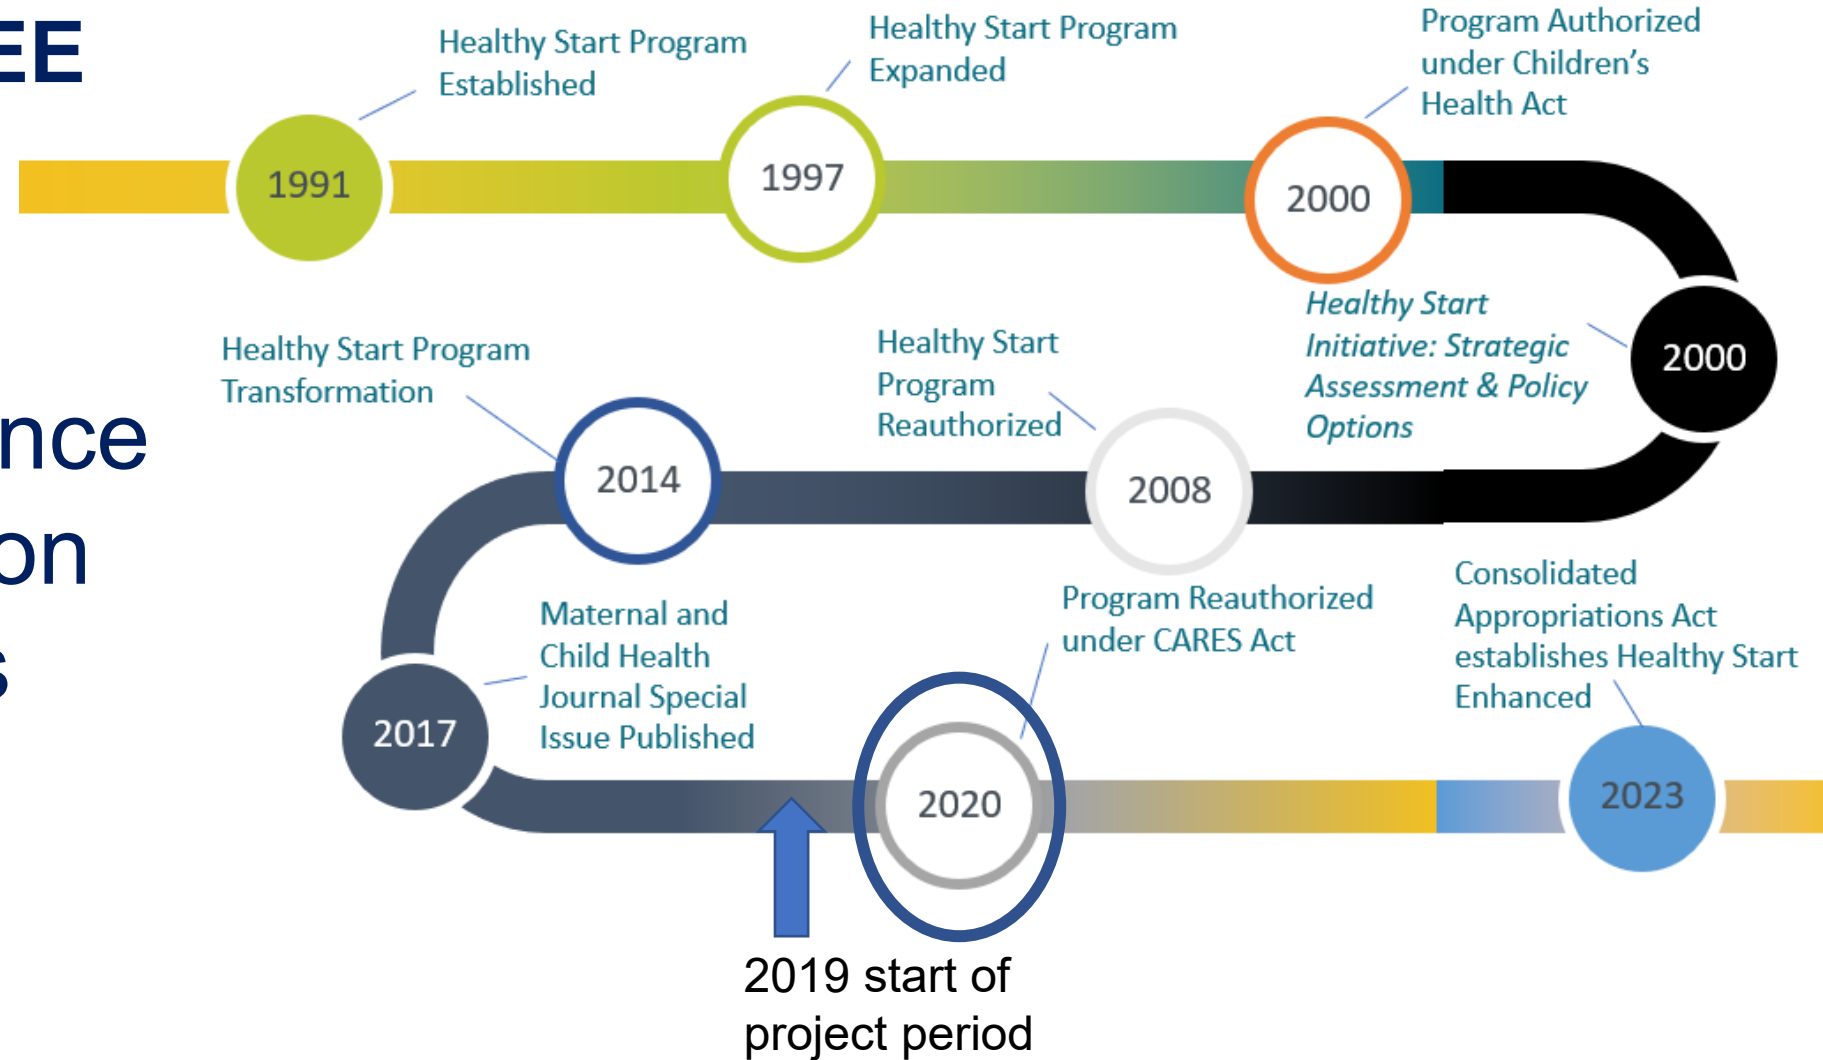 EE
nce
on
s
Healthy Start Program
Established
1991
Healthy Start Program
Expanded
1997
Program Authorized
under Children’s
Health Act
2000
Healthy Start
Initiative: Strategic
Assessment & Policy
Options
2000
Healthy Start
Program
Reauthorized
2008
Healthy Start Program
Transformation
2014
Maternal and
Child Health
Journal Special
Issue Published
2017
2019 start of
project period
Program Reauthorized
under CARES Act
2020
Consolidated
Appropriations Act
establishes Healthy Start
Enhanced
2023